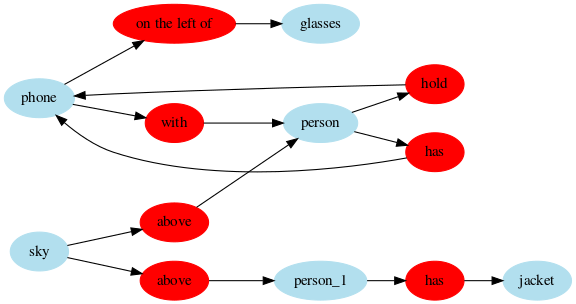 on the left of
glasses
phone
hold
with
person
has
above
sky
above
person_1
has
jacket